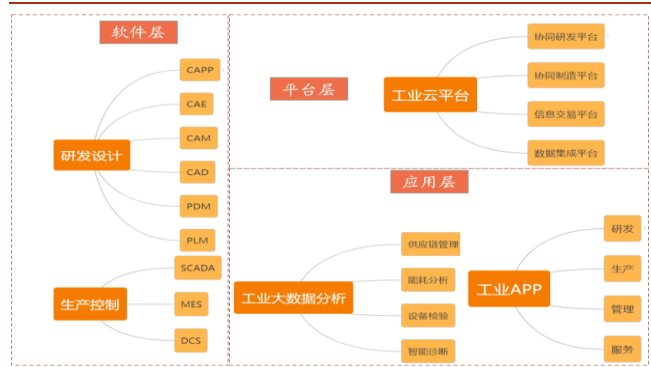 软件层
CAPP
CAE
CAM
研发设计
CAD
PDM
PLM
SCADA
生产控制
MES
DCS
平台层
工业云平台
协同研发平台
协同制造平台
信息交易平台
数据集成平台
应用层
工业大数据分析
供应链管理
能耗分析
设备检验
智能诊断
工业APP
研发
生产
管理
服务